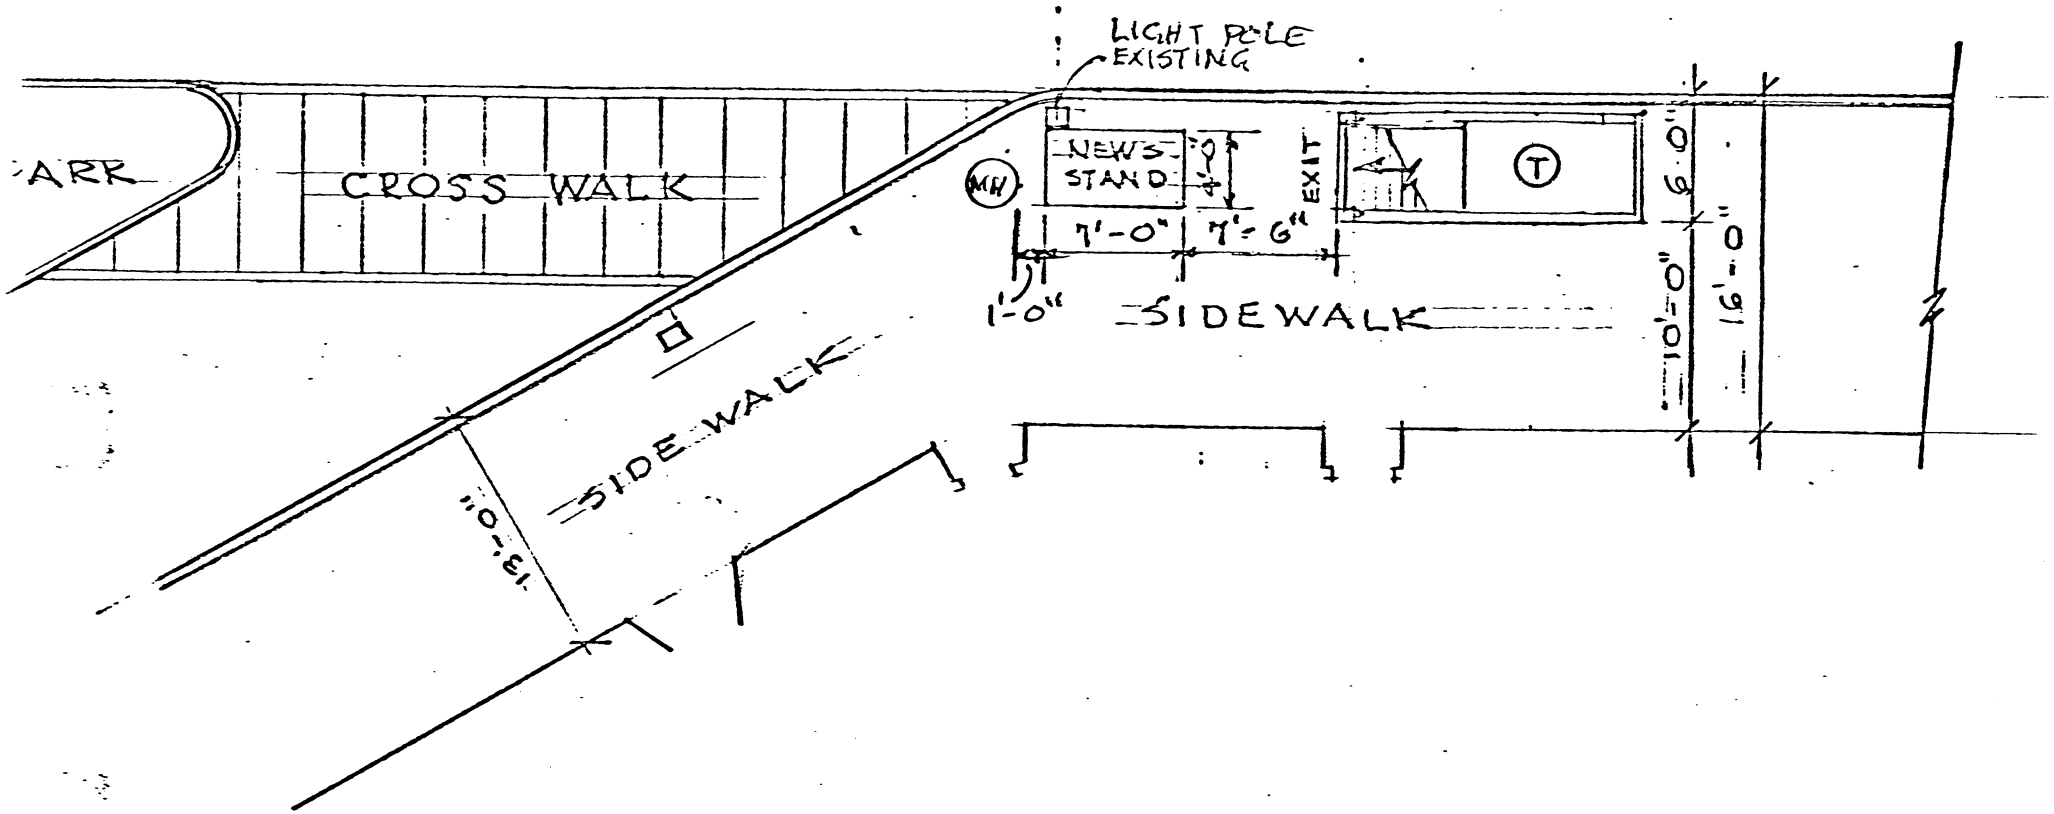 LIGHT POLE
EXISTING
ARK
CROSS WALK
MH
NEWS
STAND
4'-0"
EXIT
T
6'-0"
7'-0"
7'-6"
1'-0"
SIDEWALK
10'-0"
16'-0"
SIDEWALK
13'-0"